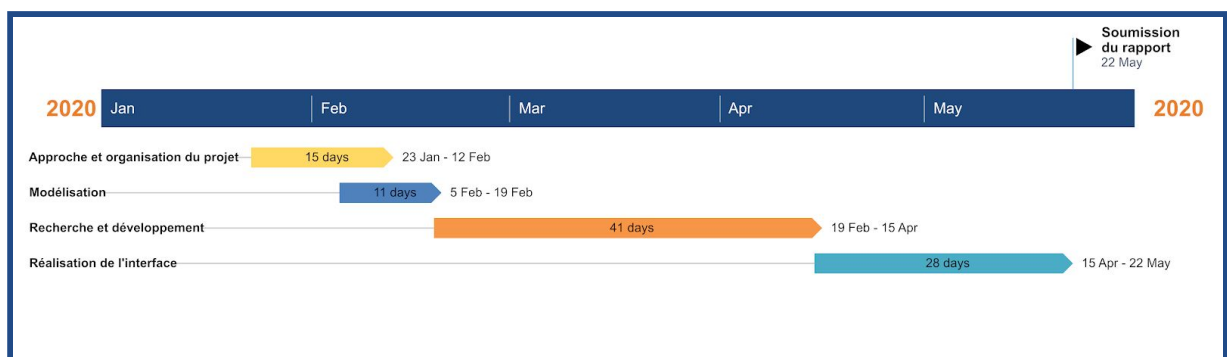 Soumission
du rapport
22 May
2020 Jan Feb Mar Apr May 2020
Approche et organisation du projet 15 days 23 Jan - 12 Feb
Modélisation 11 days 5 Feb - 19 Feb
Recherche et développement 41 days 19 Feb - 15 Apr
Réalisation de l'interface 28 days 15 Apr - 22 May